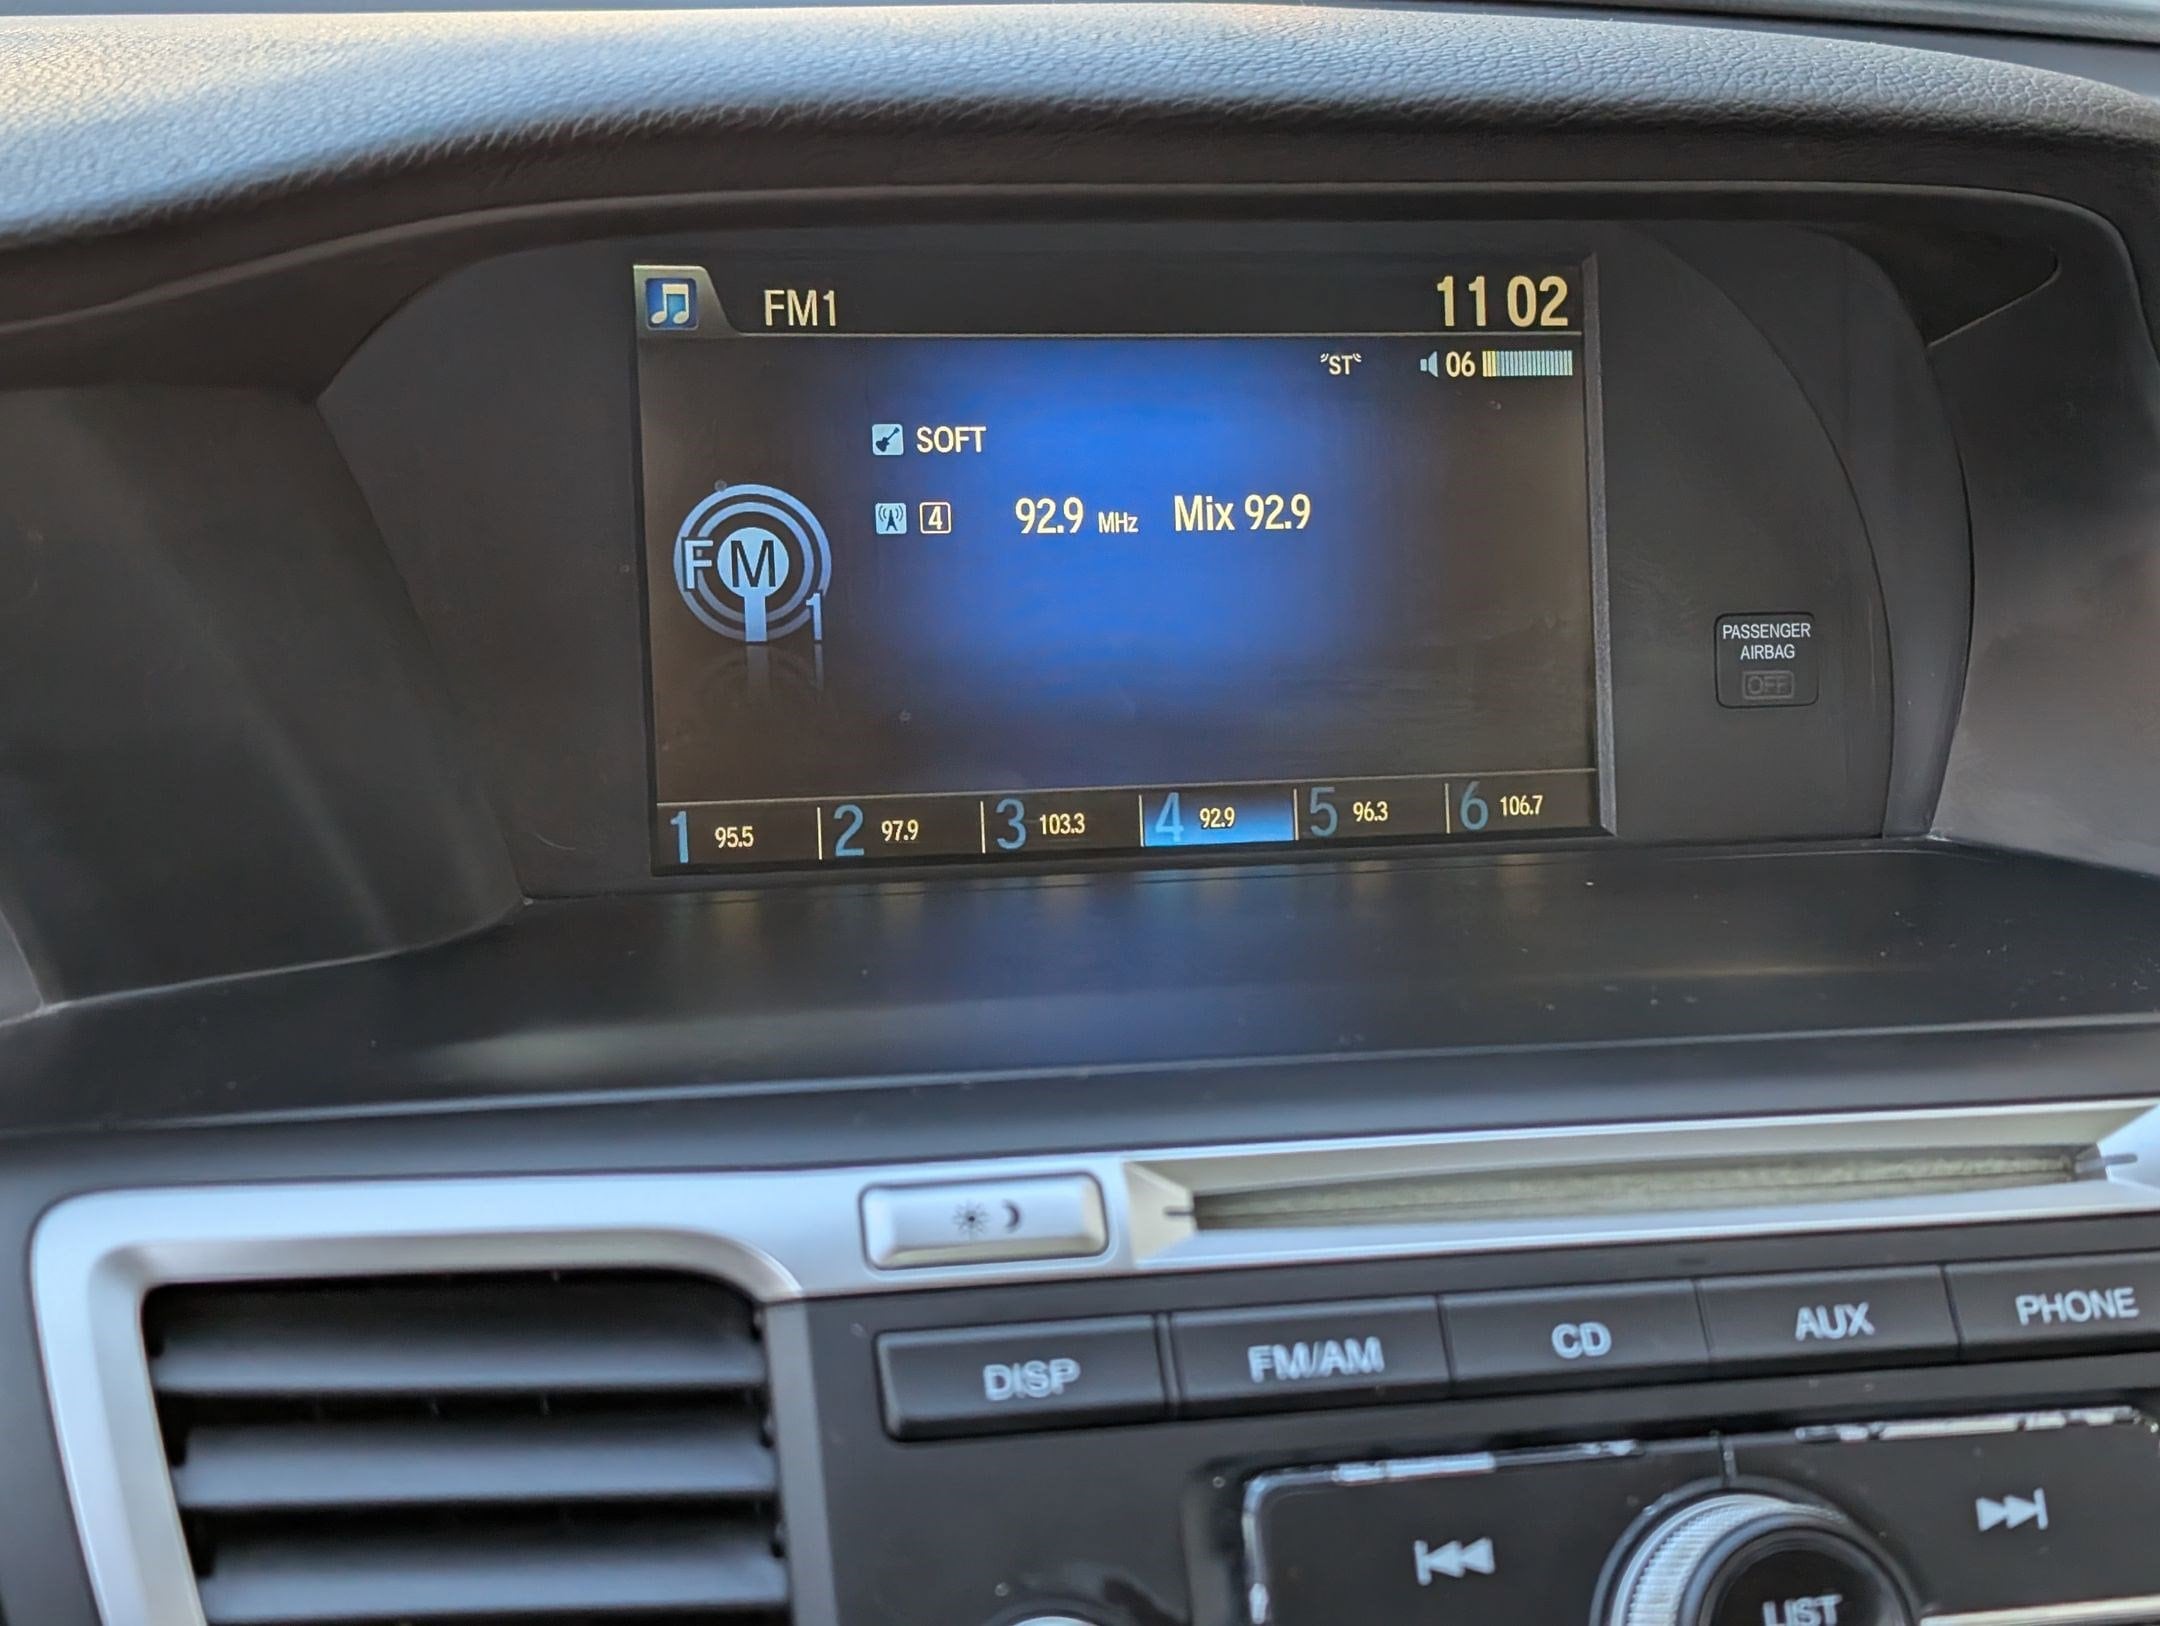 FM1 11 02
"ST" 06
SOFT
4 92.9 MHz Mix 92.9
FM1
PASSENGER
AIRBAG
OFF
1 95.5 2 97.9 3 103.3 4 92.9 5 96.3 6 106.7
DISP FM/AM CD AUX PHONE
LIST